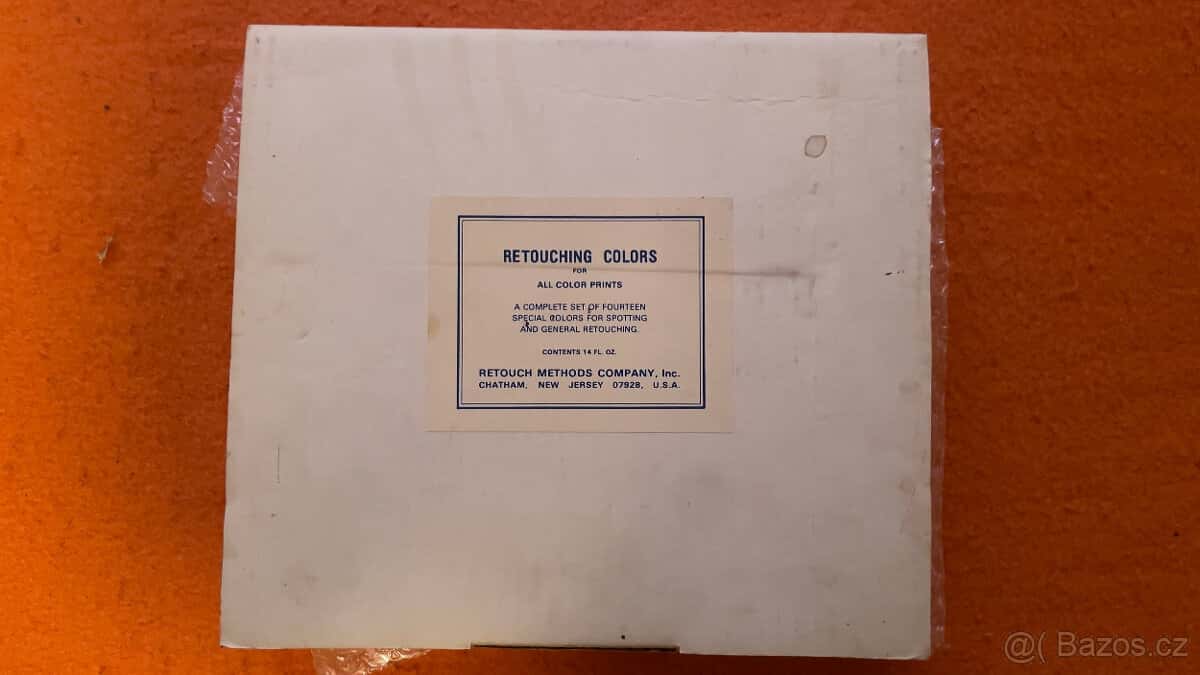 RETOUCHING COLORS
FOR
ALL COLOR PRINTS
A COMPLETE SET OF FOURTEEN
SPECIAL COLORS FOR SPOTTING
AND GENERAL RETOUCHING.
CONTENTS 14 FL. OZ.
RETOUCH METHODS COMPANY, Inc.
CHATHAM, NEW JERSEY 07928, U.S.A.
@( Bazos.cz